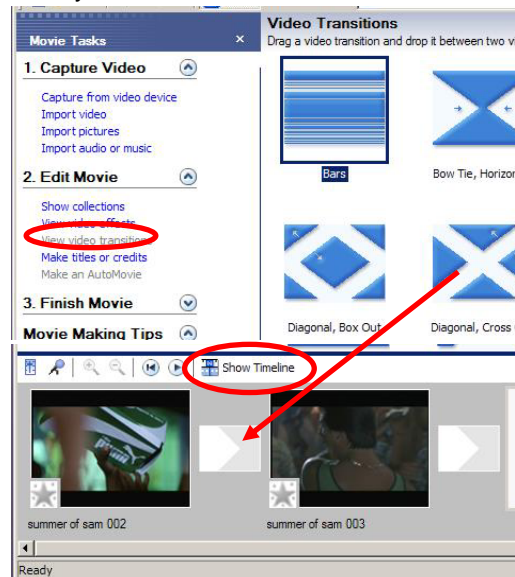 Movie Tasks
1. Capture Video
Capture from video device
Import video
Import pictures
Import audio or music
2. Edit Movie
Show collections
View video effects
View video transitions
Make titles or credits
Make an AutoMovie
3. Finish Movie
Movie Making Tips
Video Transitions
Drag a video transition and drop it between two vi
Bars
Bow Tie, Horizon
Diagonal, Box Out
Diagonal, Cross
Show Timeline
summer of sam 002
summer of sam 003
Ready